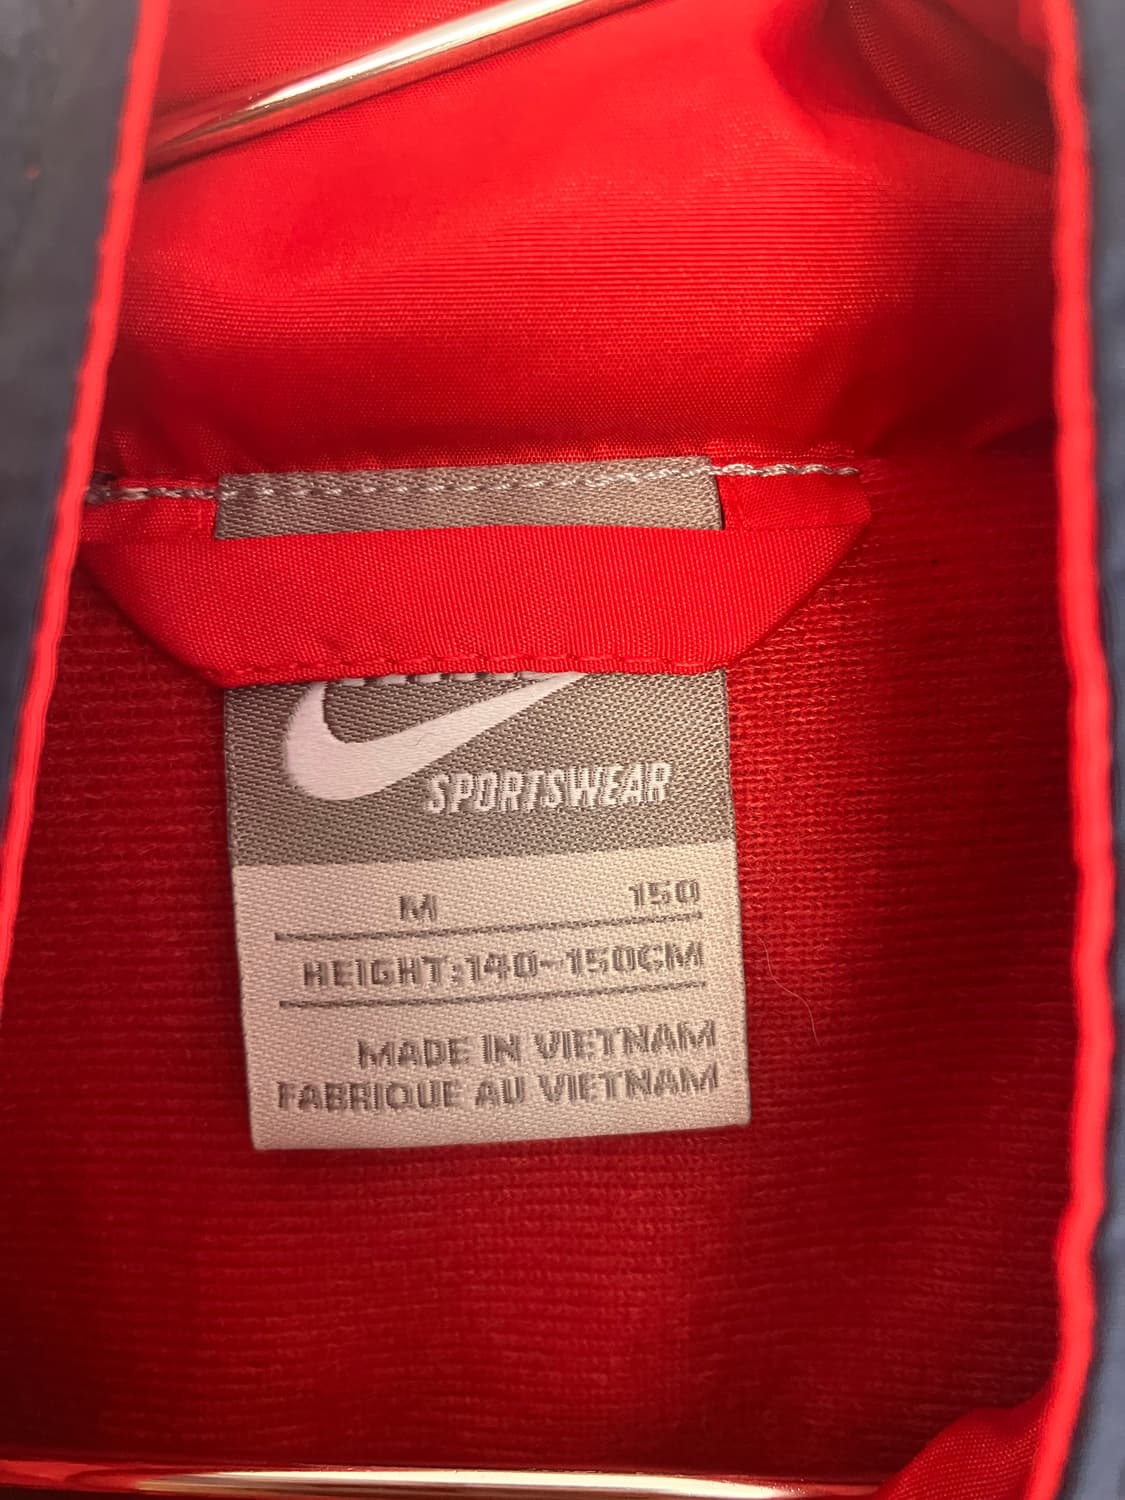 SPORTSWEAR
M 150
HEIGHT:140~150CM
MADE IN VIETNAM
FABRIQUE AU VIETNAM